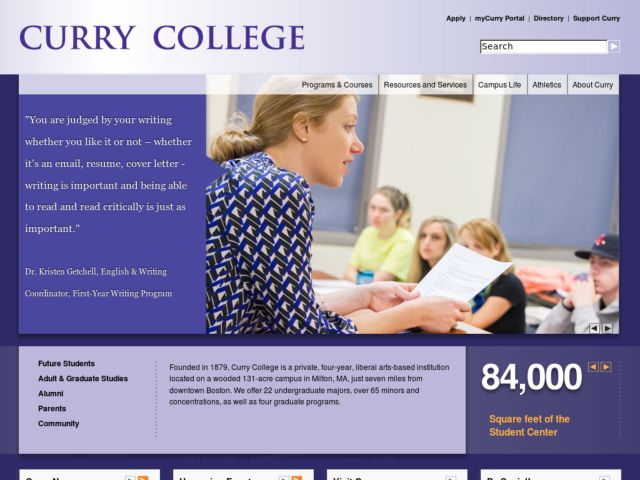 Apply | myCurry Portal | Directory | Support Curry
CURRY COLLEGE
Search
Programs & Courses | Resources and Services | Campus Life | Athletics | About Curry
"You are judged by your writing
whether you like it or not – whether
it's an email, resume, cover letter -
writing is important and being able
to read and read critically is just as
important."
Dr. Kristen Getchell, English & Writing
Coordinator, First-Year Writing Program
Future Students
Adult & Graduate Studies
Alumni
Parents
Community
Founded in 1879, Curry College is a private, four-year, liberal arts-based institution
located on a wooded 131-acre campus in Milton, MA, just seven miles from
downtown Boston. We offer 22 undergraduate majors, over 65 minors and
concentrations, as well as four graduate programs.
84,000
Square feet of the
Student Center